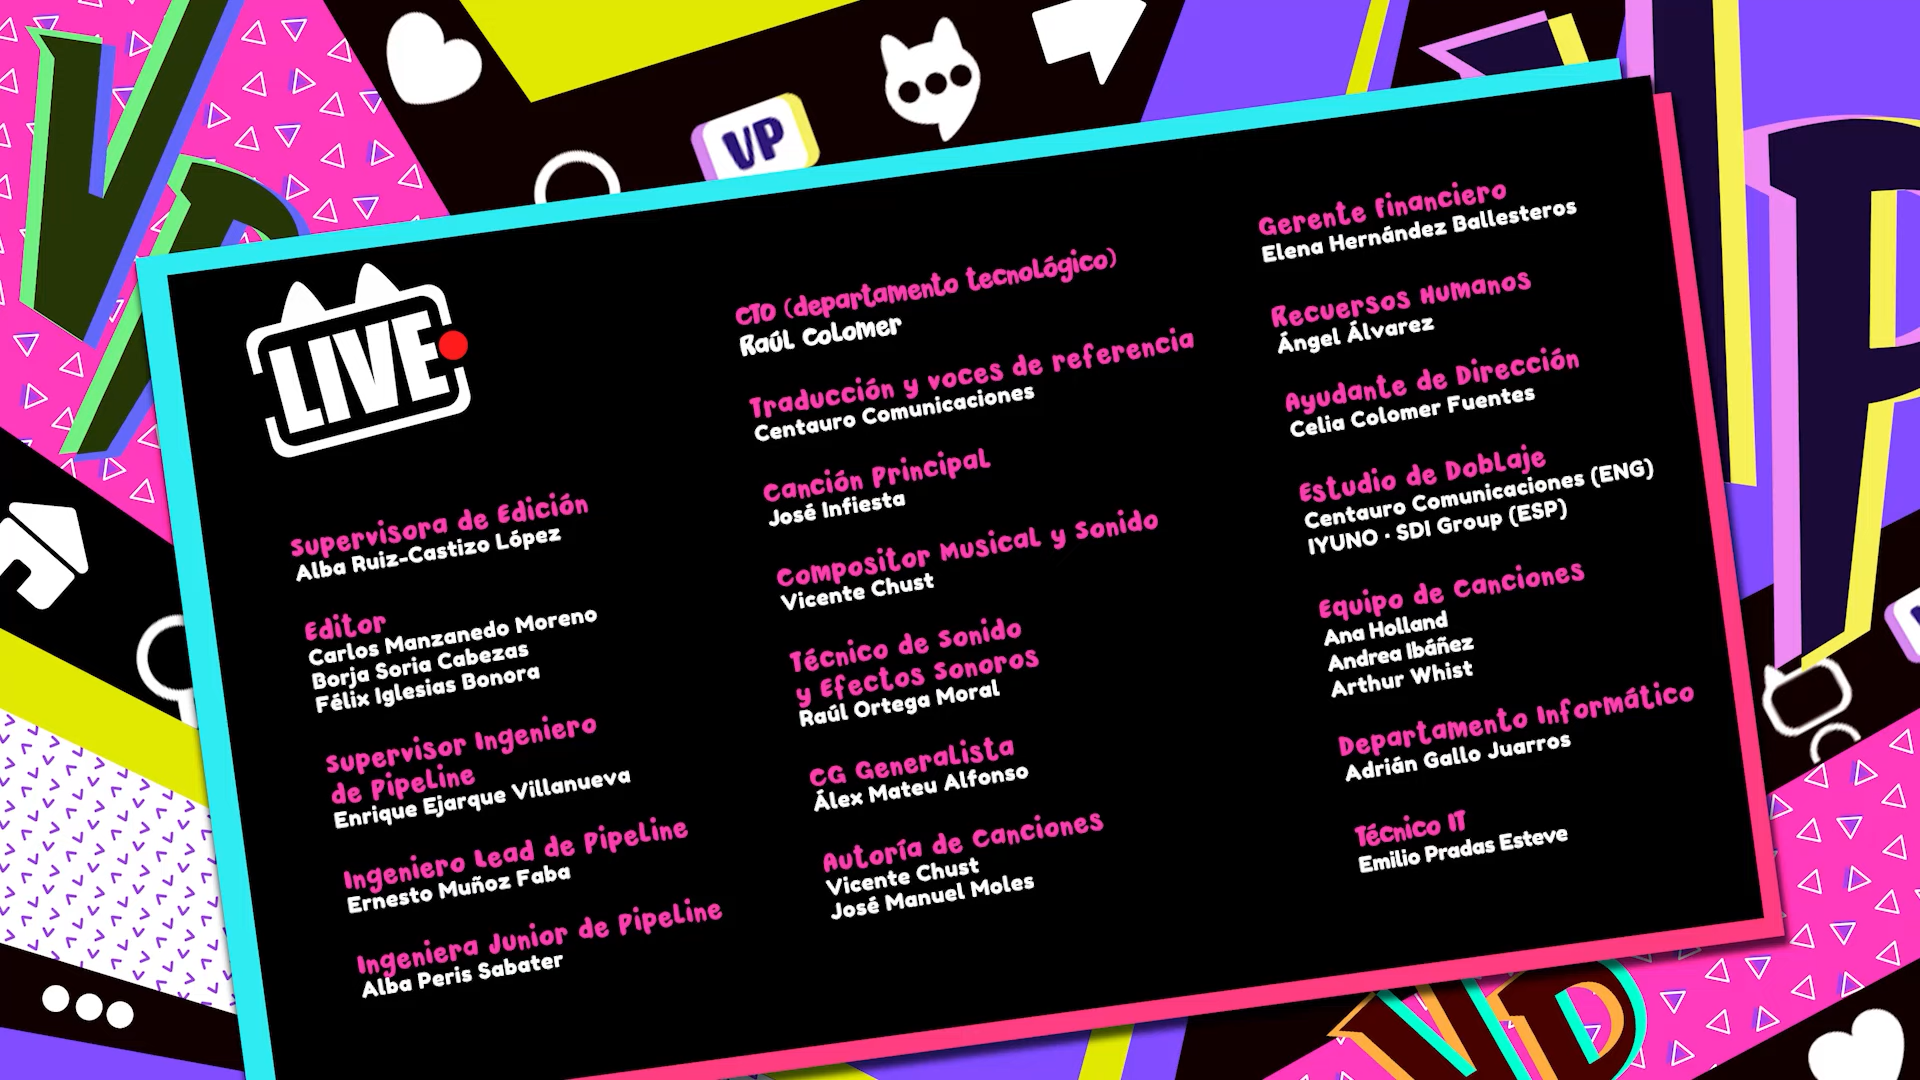 VP
VP
LIVE
Supervisora de Edición
Alba Ruiz-Castizo López
Editor
Carlos Manzanedo Moreno
Borja Soria Cabezas
Félix Iglesias Bonora
Supervisor Ingeniero
de Pipeline
Enrique Ejarque Villanueva
Ingeniero Lead de Pipeline
Ernesto Muñoz Faba
Ingeniera Junior de Pipeline
Alba Peris Sabater
CTO (departamento tecnológico)
Raúl Colomer
Traducción y voces de referencia
Centauro Comunicaciones
Canción Principal
José Infiesta
Compositor Musical y Sonido
Vicente Chust
Técnico de Sonido
y Efectos Sonoros
Raúl Ortega Moral
CG Generalista
Álex Mateu Alfonso
Autoría de Canciones
Vicente Chust
José Manuel Moles
Gerente financiero
Elena Hernández Ballesteros
Recuersos Humanos
Ángel Álvarez
Ayudante de Dirección
Celia Colomer Fuentes
Estudio de Doblaje
Centauro Comunicaciones (ENG)
IYUNO · SDI Group (ESP)
Equipo de Canciones
Ana Holland
Andrea Ibáñez
Arthur Whist
Departamento Informático
Adrián Gallo Juarros
Técnico IT
Emilio Pradas Esteve
VP